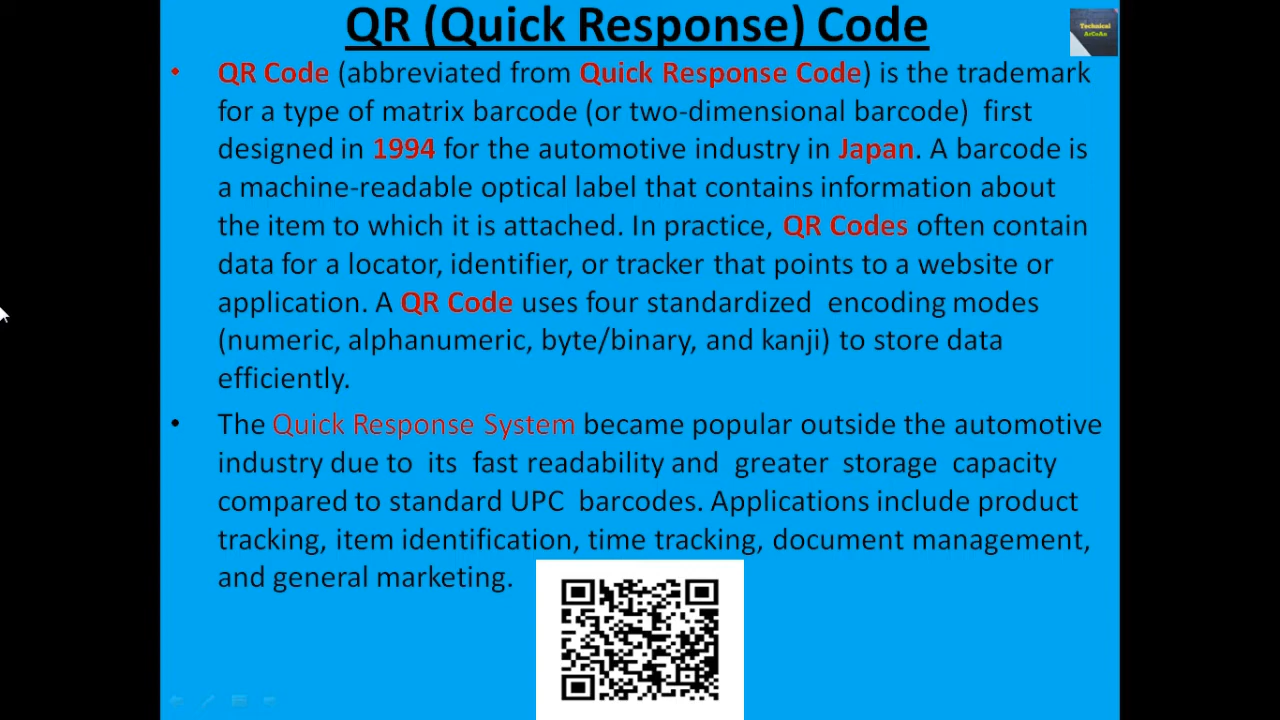 QR (Quick Response) Code
Technical
ArCoAn
QR Code (abbreviated from Quick Response Code) is the trademark
for a type of matrix barcode (or two-dimensional barcode) first
designed in 1994 for the automotive industry in Japan. A barcode is
a machine-readable optical label that contains information about
the item to which it is attached. In practice, QR Codes often contain
data for a locator, identifier, or tracker that points to a website or
application. A QR Code uses four standardized encoding modes
(numeric, alphanumeric, byte/binary, and kanji) to store data
efficiently.
The Quick Response System became popular outside the automotive
industry due to its fast readability and greater storage capacity
compared to standard UPC barcodes. Applications include product
tracking, item identification, time tracking, document management,
and general marketing.